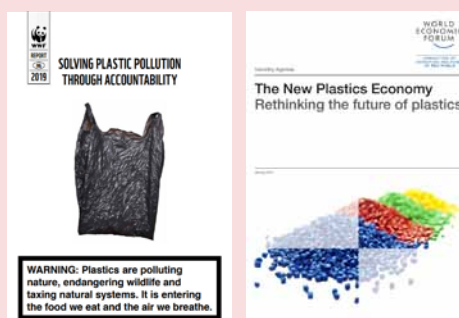 WWF
REPORT
2019
SOLVING PLASTIC POLLUTION
THROUGH ACCOUNTABILITY
WARNING: Plastics are polluting
nature, endangering wildlife and
taxing natural systems. It is entering
the food we eat and the air we breathe.
WORLD
ECONOMIC
FORUM
The New Plastics Economy
Rethinking the future of plastics